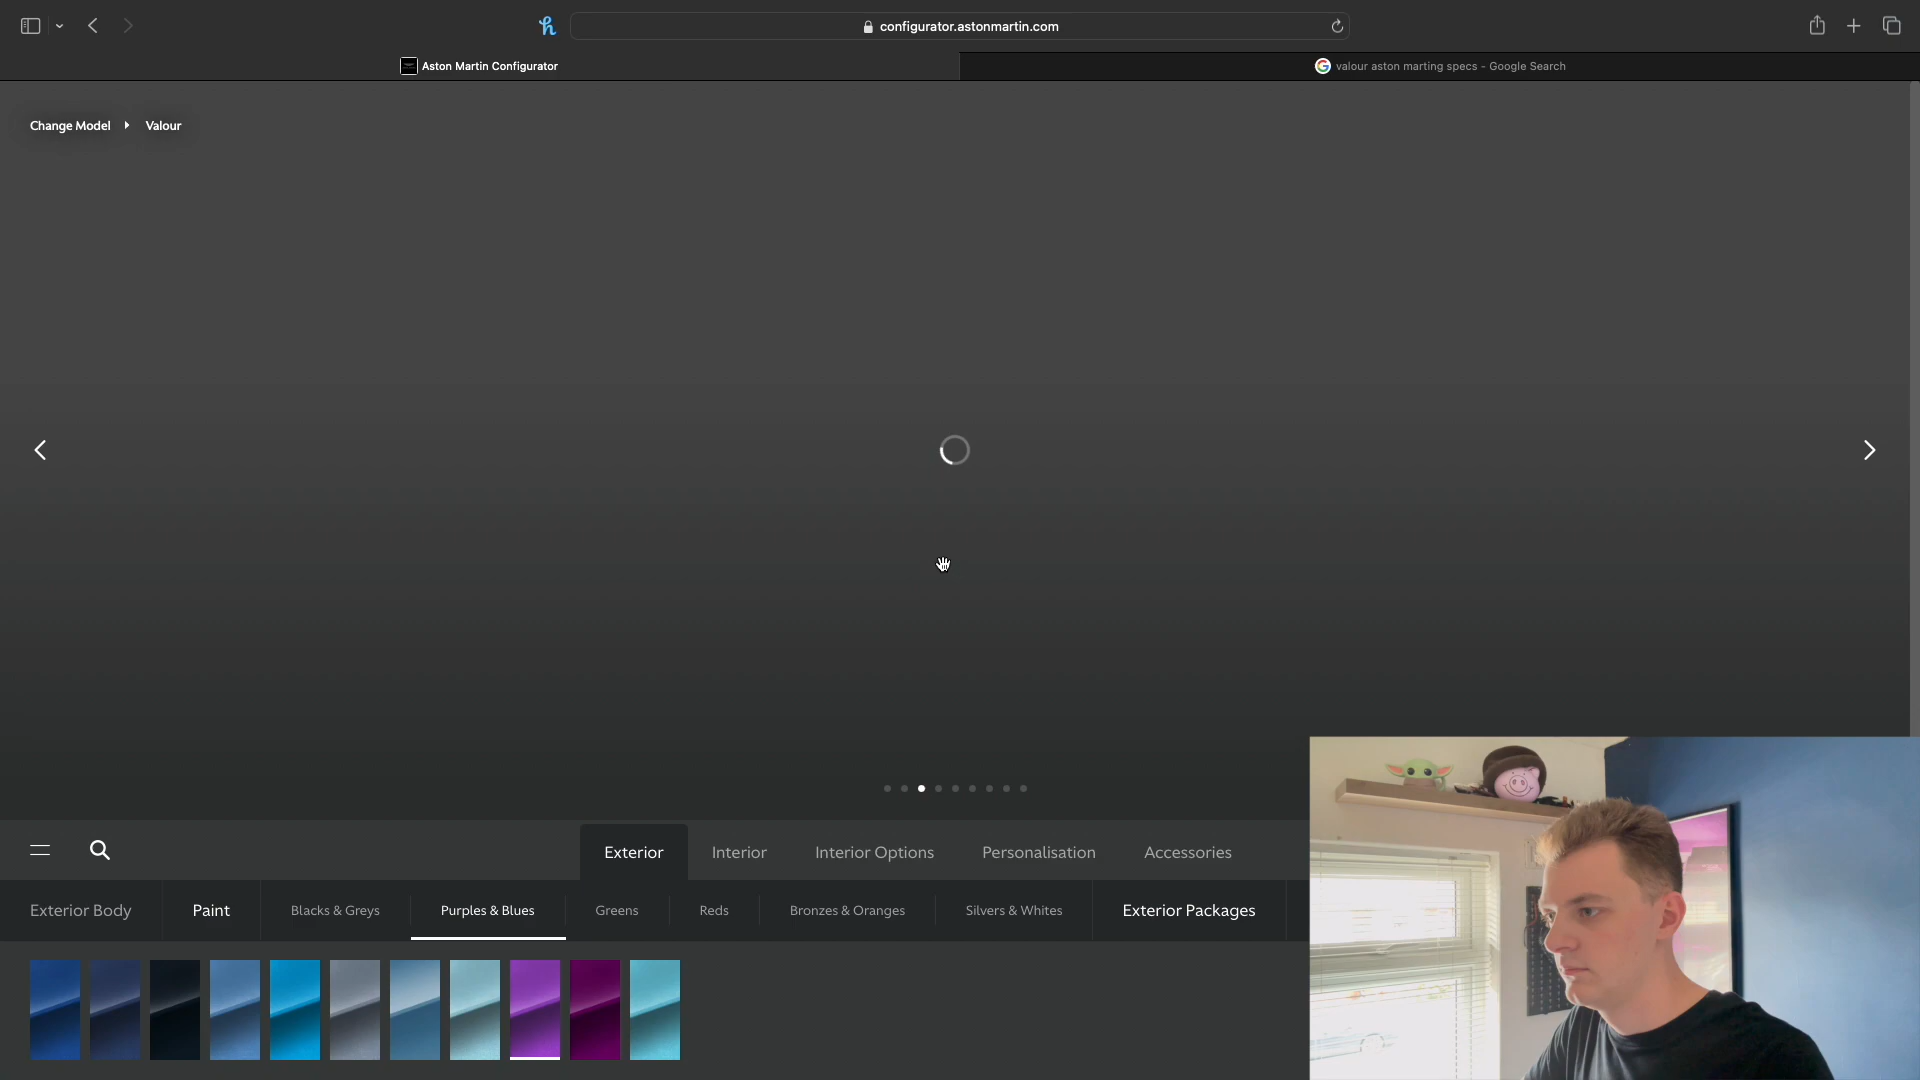 configurator.astonmartin.com
Aston Martin Configurator
valour aston marting specs - Google Search
Change Model
Valour
Exterior
Interior
Interior Options
Personalisation
Accessories
Exterior Body
Paint
Blacks & Greys
Purples & Blues
Greens
Reds
Bronzes & Oranges
Silvers & Whites
Exterior Packages